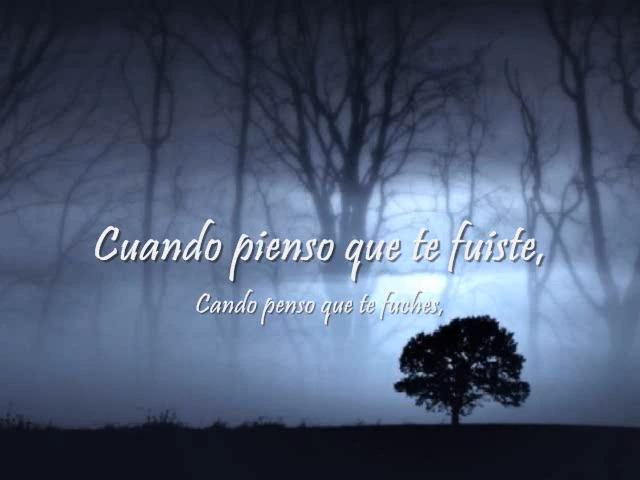 Cuando pienso que te fuiste,
Cando penso que te fuches,